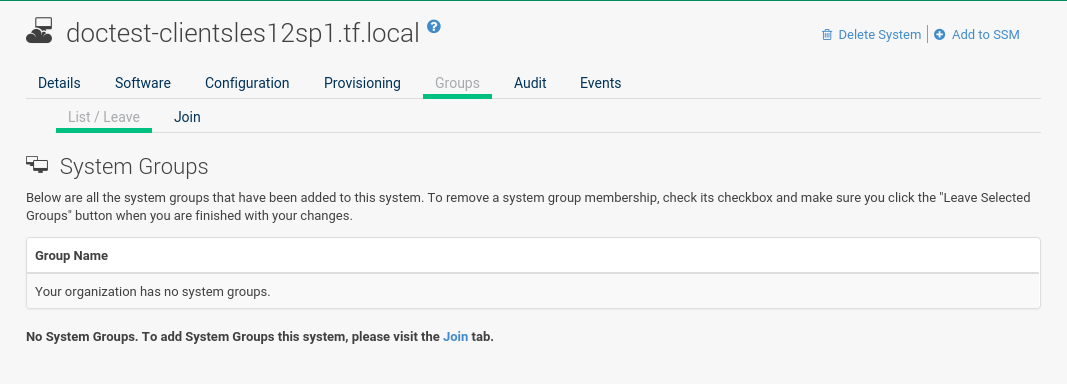 doctest-clientsles12sp1.tf.local ?
Delete System | Add to SSM
Details Software Configuration Provisioning Groups Audit Events
List / Leave Join
System Groups
Below are all the system groups that have been added to this system. To remove a system group membership, check its checkbox and make sure you click the "Leave Selected
Groups" button when you are finished with your changes.
Group Name
Your organization has no system groups.
No System Groups. To add System Groups this system, please visit the Join tab.